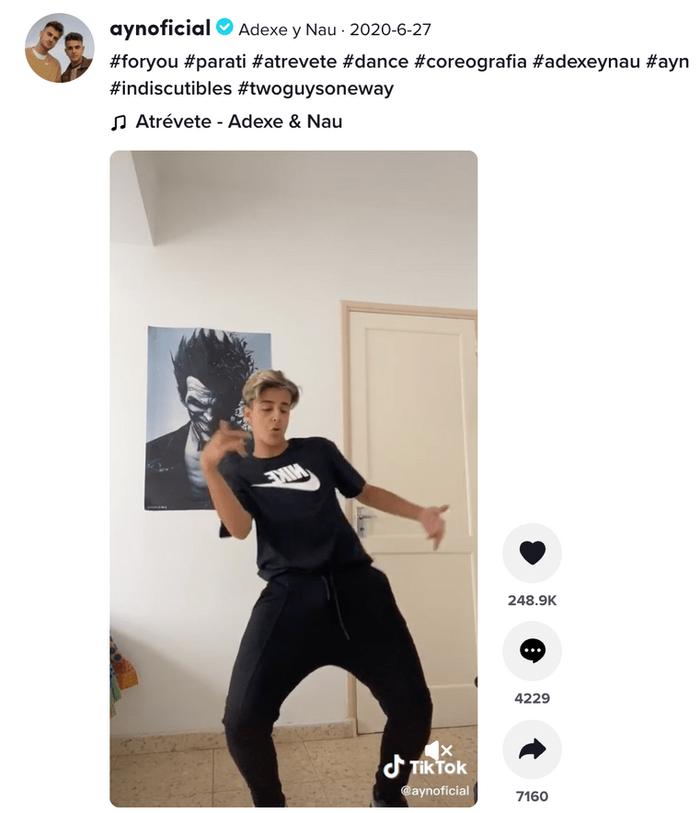 aynoficial Adexe y Nau · 2020-6-27
#foryou #parati #atrevete #dance #coreografia #adexeynau #ayn
#indiscutibles #twoguysoneway
Atrévete - Adexe & Nau
NIKE
248.9K
4229
7160
TikTok
@aynoficial